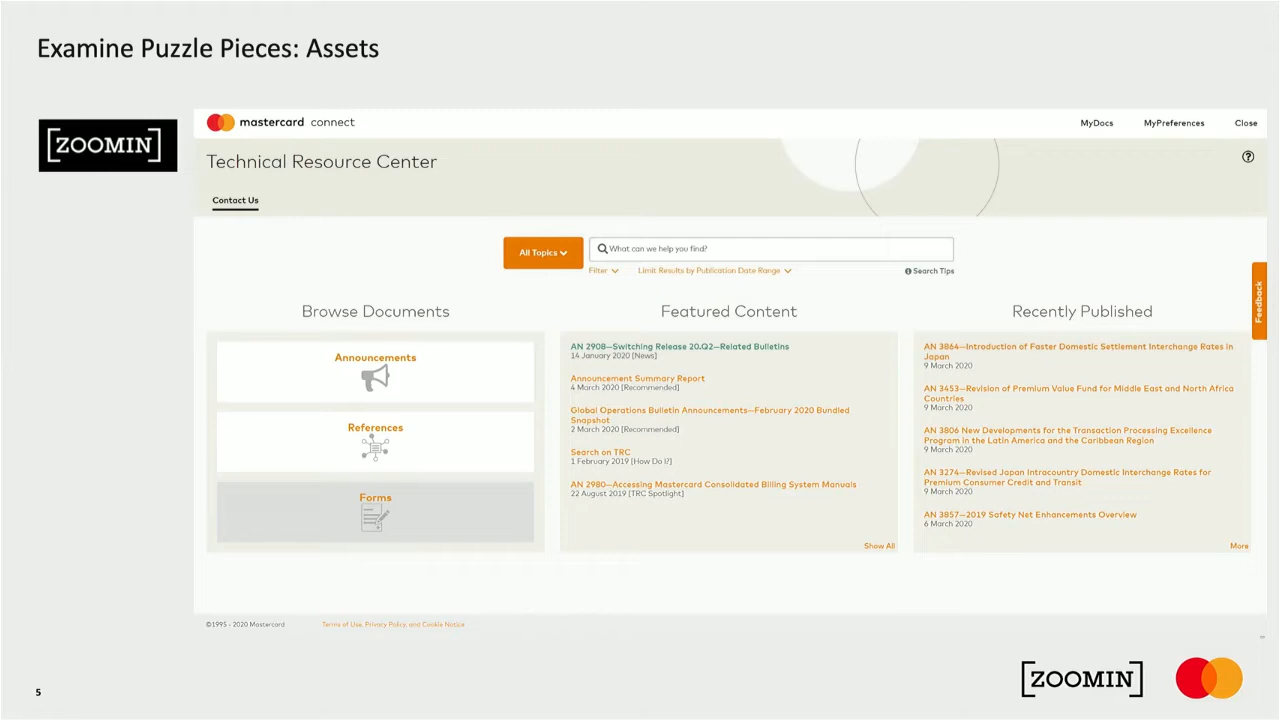 Examine Puzzle Pieces: Assets
[ZOOMIN]
mastercard connect
MyDocs
MyPreferences
Close
Technical Resource Center
Contact Us
All Topics
What can we help you find?
Filter
Limit Results by Publication Date Range
Search Tips
Feedback
Browse Documents
Announcements
References
Forms
Featured Content
AN 2908—Switching Release 20.Q2—Related Bulletins
14 January 2020 [News]
Announcement Summary Report
4 March 2020 [Recommended]
Global Operations Bulletin Announcements—February 2020 Bundled
Snapshot
2 March 2020 [Recommended]
Search on TRC
1 February 2019 [How Do I?]
AN 2980—Accessing Mastercard Consolidated Billing System Manuals
22 August 2019 [TRC Spotlight]
Show All
Recently Published
AN 3864—Introduction of Faster Domestic Settlement Interchange Rates in
Japan
9 March 2020
AN 3453—Revision of Premium Value Fund for Middle East and North Africa
Countries
9 March 2020
AN 3806 New Developments for the Transaction Processing Excellence
Program in the Latin America and the Caribbean Region
9 March 2020
AN 3274—Revised Japan Intracountry Domestic Interchange Rates for
Premium Consumer Credit and Transit
9 March 2020
AN 3857—2019 Safety Net Enhancements Overview
6 March 2020
More
©1995 - 2020 Mastercard
Terms of Use, Privacy Policy, and Cookie Notice
[ZOOMIN]
5